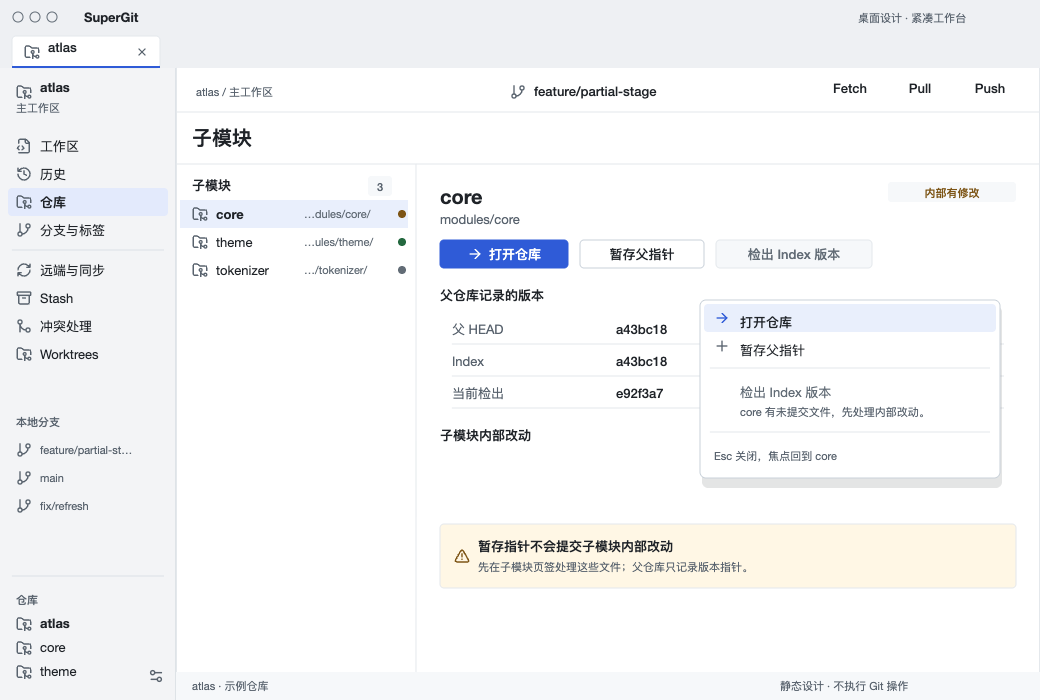 SuperGit
桌面设计 · 紧凑工作台
atlas
atlas
主工作区
工作区
历史
仓库
分支与标签
远端与同步
Stash
冲突处理
Worktrees
本地分支
feature/partial-st...
main
fix/refresh
仓库
atlas
core
theme
atlas / 主工作区
feature/partial-stage
Fetch
Pull
Push
子模块
子模块
3
core
...dules/core/
theme
...ules/theme/
tokenizer
.../tokenizer/
core
modules/core
内部有修改
打开仓库
暂存父指针
检出 Index 版本
父仓库记录的版本
父 HEAD
a43bc18
Index
a43bc18
当前检出
e92f3a7
子模块内部改动
打开仓库
暂存父指针
检出 Index 版本
core 有未提交文件，先处理内部改动。
Esc 关闭，焦点回到 core
暂存指针不会提交子模块内部改动
先在子模块页签处理这些文件；父仓库只记录版本指针。
atlas · 示例仓库
静态设计 · 不执行 Git 操作